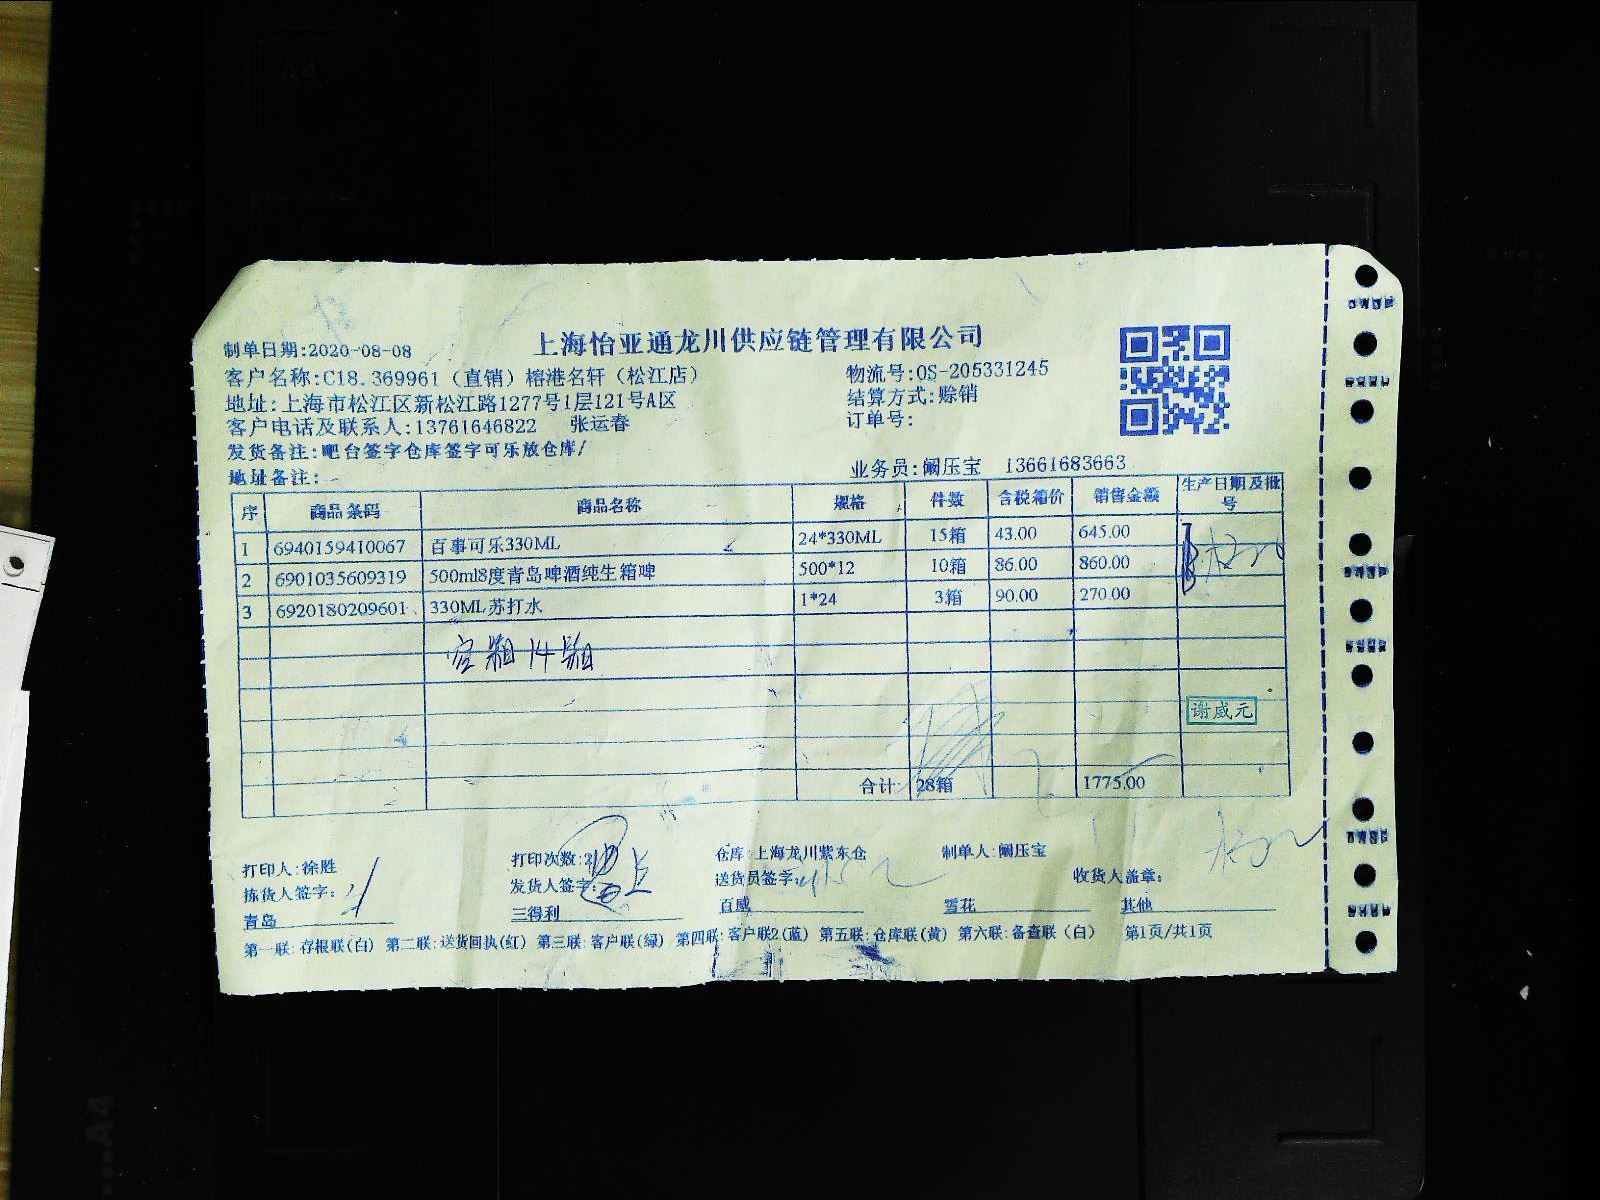 上海怡亚通龙川供应链管理有限公司
制单日期:2020-08-08
客户名称:C18.369961（直销）榕港名轩（松江店） 物流号:OS-205331245
地址:上海市松江区新松江路1277号1层121号A区 结算方式:赊销
客户电话及联系人:13761646822 张运春 订单号:
发货备注:吧台签字仓库签字可乐放仓库/
地址备注: 业务员:阚压宝 13661683663
序 商品条码 商品名称 规格 件数 含税箱价 销售金额 生产日期及批号
1 6940159410067 百事可乐330ML 24*330ML 15箱 43.00 645.00
2 6901035609319 500ml8度青岛啤酒纯生箱啤 500*12 10箱 86.00 860.00
3 6920180209601 330ML苏打水 1*24 3箱 90.00 270.00
空箱14箱
谢威元
合计: 28箱 1775.00
打印人:徐胜 打印次数:2 仓库:上海龙川紫东仓 制单人:阚压宝
拣货人签字: 发货人签字: 送货员签字: 收货人盖章:
青岛 三得利 百威 雪花 其他
第一联:存根联(白) 第二联:送货回执(红) 第三联:客户联(绿) 第四联:客户联2(蓝) 第五联:仓库联(黄) 第六联:备查联(白) 第1页/共1页
A4